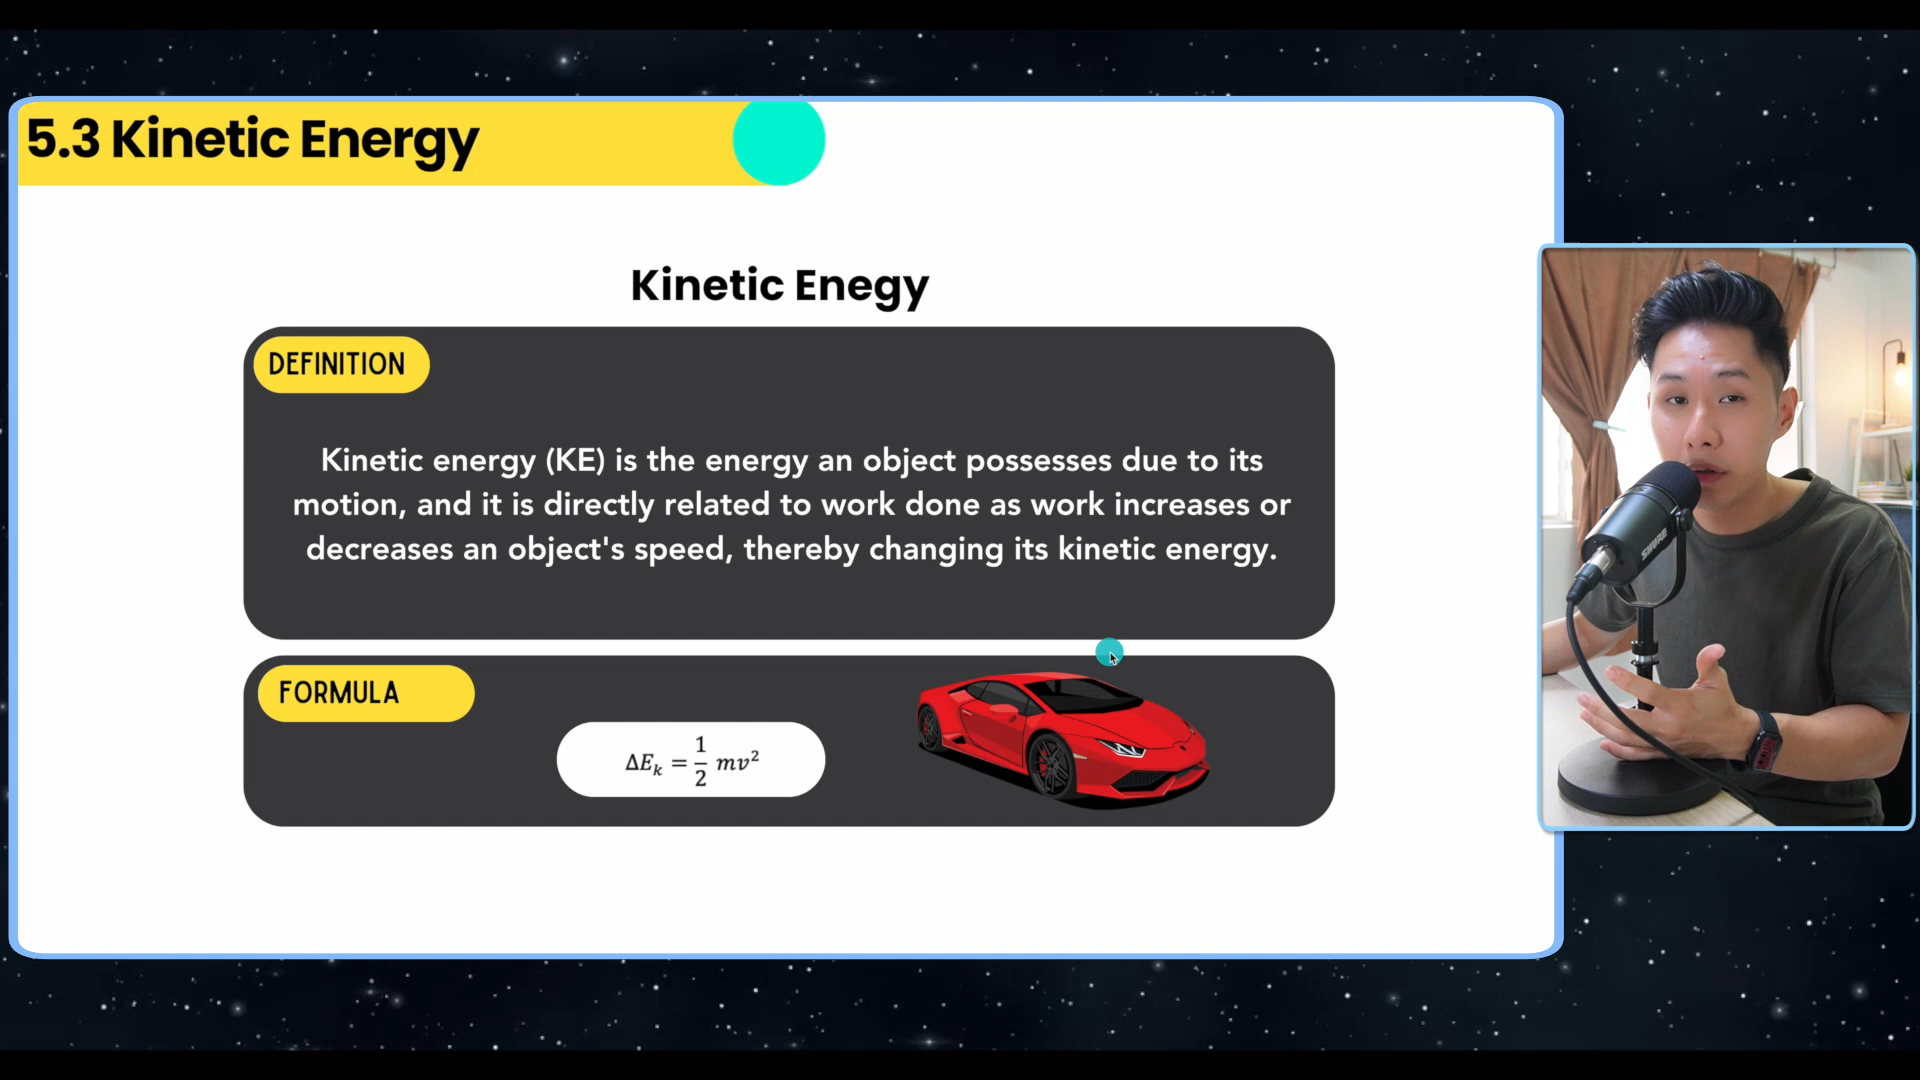 5.3 Kinetic Energy
Kinetic Enegy
DEFINITION
Kinetic energy (KE) is the energy an object possesses due to its
motion, and it is directly related to work done as work increases or
decreases an object's speed, thereby changing its kinetic energy.
FORMULA
ΔEₖ = 1/2 mv²
SHURE